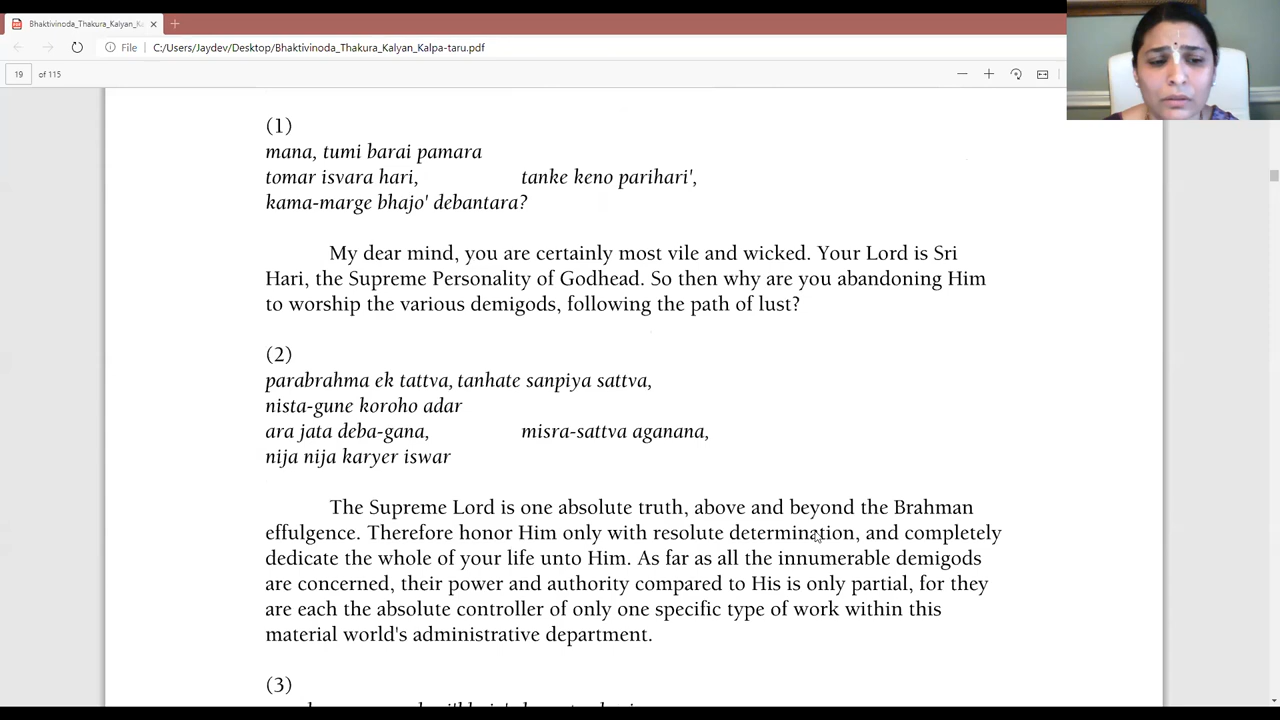 Bhaktivinoda_Thakura_Kalyan_K
File C:/Users/Jaydev/Desktop/Bhaktivinoda_Thakura_Kalyan_Kalpa-taru.pdf
19 of 115
(1)
mana, tumi barai pamara
tomar isvara hari, tanke keno parihari',
kama-marge bhajo' debantara?
My dear mind, you are certainly most vile and wicked. Your Lord is Sri
Hari, the Supreme Personality of Godhead. So then why are you abandoning Him
to worship the various demigods, following the path of lust?
(2)
parabrahma ek tattva, tanhate sanpiya sattva,
nista-gune koroho adar
ara jata deba-gana, misra-sattva aganana,
nija nija karyer iswar
The Supreme Lord is one absolute truth, above and beyond the Brahman
effulgence. Therefore honor Him only with resolute determination, and completely
dedicate the whole of your life unto Him. As far as all the innumerable demigods
are concerned, their power and authority compared to His is only partial, for they
are each the absolute controller of only one specific type of work within this
material world's administrative department.
(3)